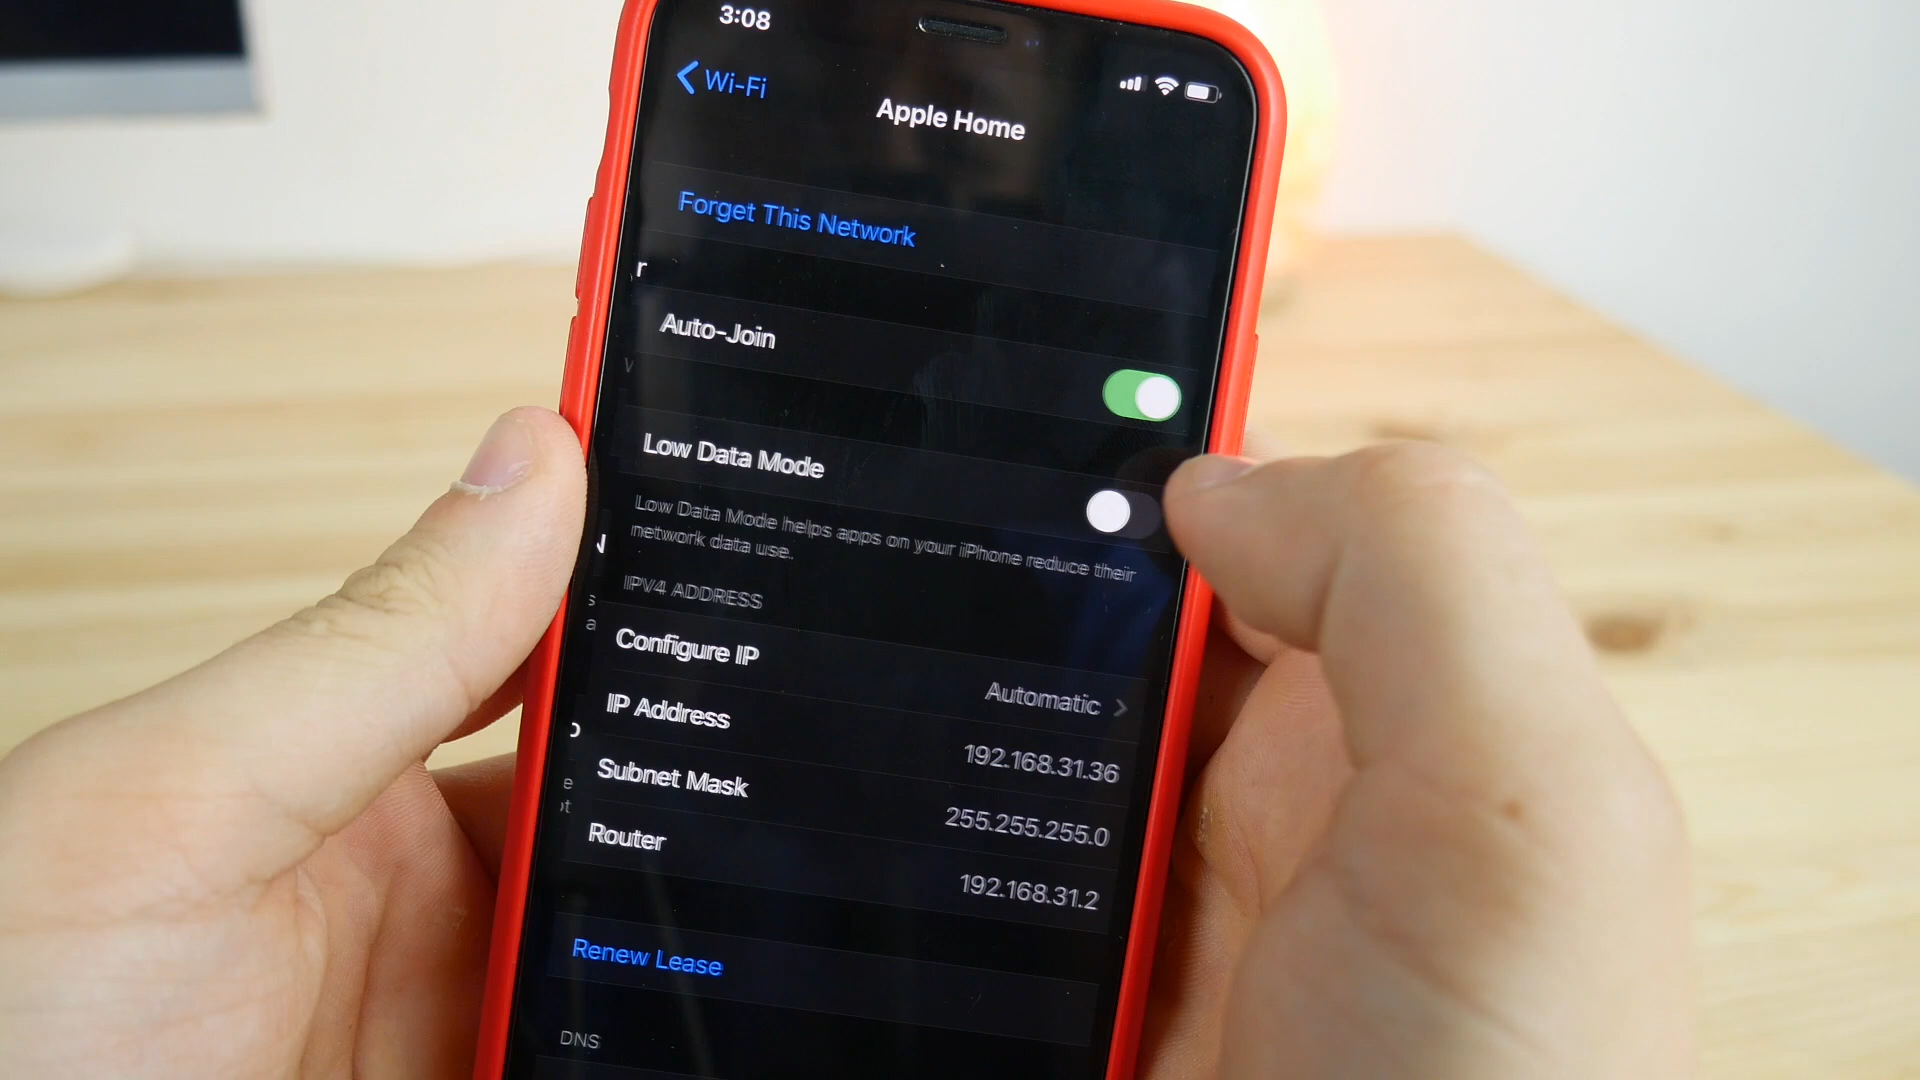 3:08
Wi-Fi
Apple Home
Forget This Network
r
Auto-Join
Low Data Mode
Low Data Mode helps apps on your iPhone reduce their
network data use.
IPV4 ADDRESS
Configure IP
Automatic
IP Address
192.168.31.36
Subnet Mask
255.255.255.0
Router
192.168.31.2
Renew Lease
DNS